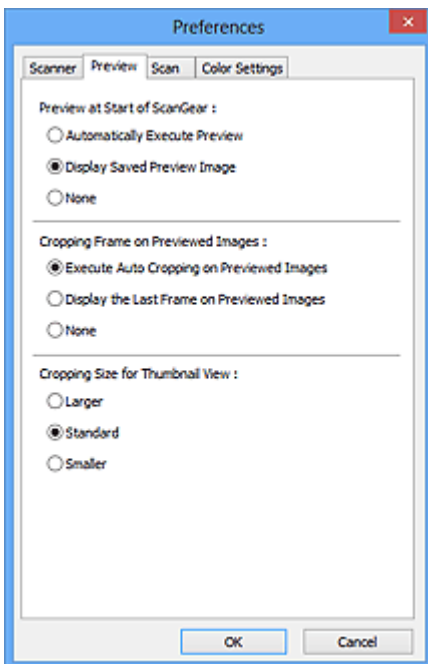 Preferences
Scanner Preview Scan Color Settings
Preview at Start of ScanGear :
Automatically Execute Preview
Display Saved Preview Image
None
Cropping Frame on Previewed Images :
Execute Auto Cropping on Previewed Images
Display the Last Frame on Previewed Images
None
Cropping Size for Thumbnail View :
Larger
Standard
Smaller
OK Cancel